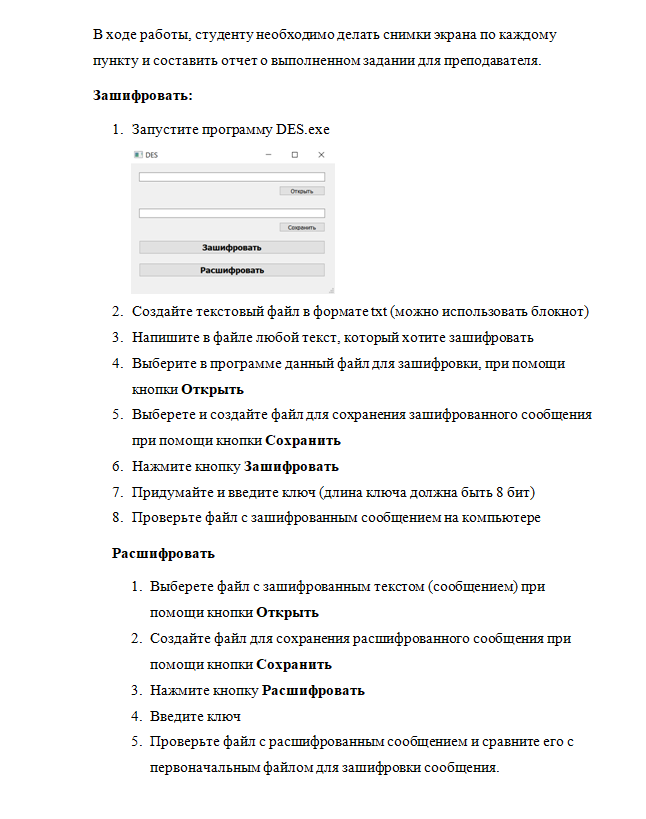 В ходе работы, студенту необходимо делать снимки экрана по каждому
пункту и составить отчет о выполненном задании для преподавателя.
Зашифровать:
1. Запустите программу DES.exe
DES
Открыть
Сохранить
Зашифровать
Расшифровать
2. Создайте текстовый файл в формате txt (можно использовать блокнот)
3. Напишите в файле любой текст, который хотите зашифровать
4. Выберите в программе данный файл для зашифровки, при помощи
кнопки Открыть
5. Выберете и создайте файл для сохранения зашифрованного сообщения
при помощи кнопки Сохранить
6. Нажмите кнопку Зашифровать
7. Придумайте и введите ключ (длина ключа должна быть 8 бит)
8. Проверьте файл с зашифрованным сообщением на компьютере
Расшифровать
1. Выберете файл с зашифрованным текстом (сообщением) при
помощи кнопки Открыть
2. Создайте файл для сохранения расшифрованного сообщения при
помощи кнопки Сохранить
3. Нажмите кнопку Расшифровать
4. Введите ключ
5. Проверьте файл с расшифрованным сообщением и сравните его с
первоначальным файлом для зашифровки сообщения.